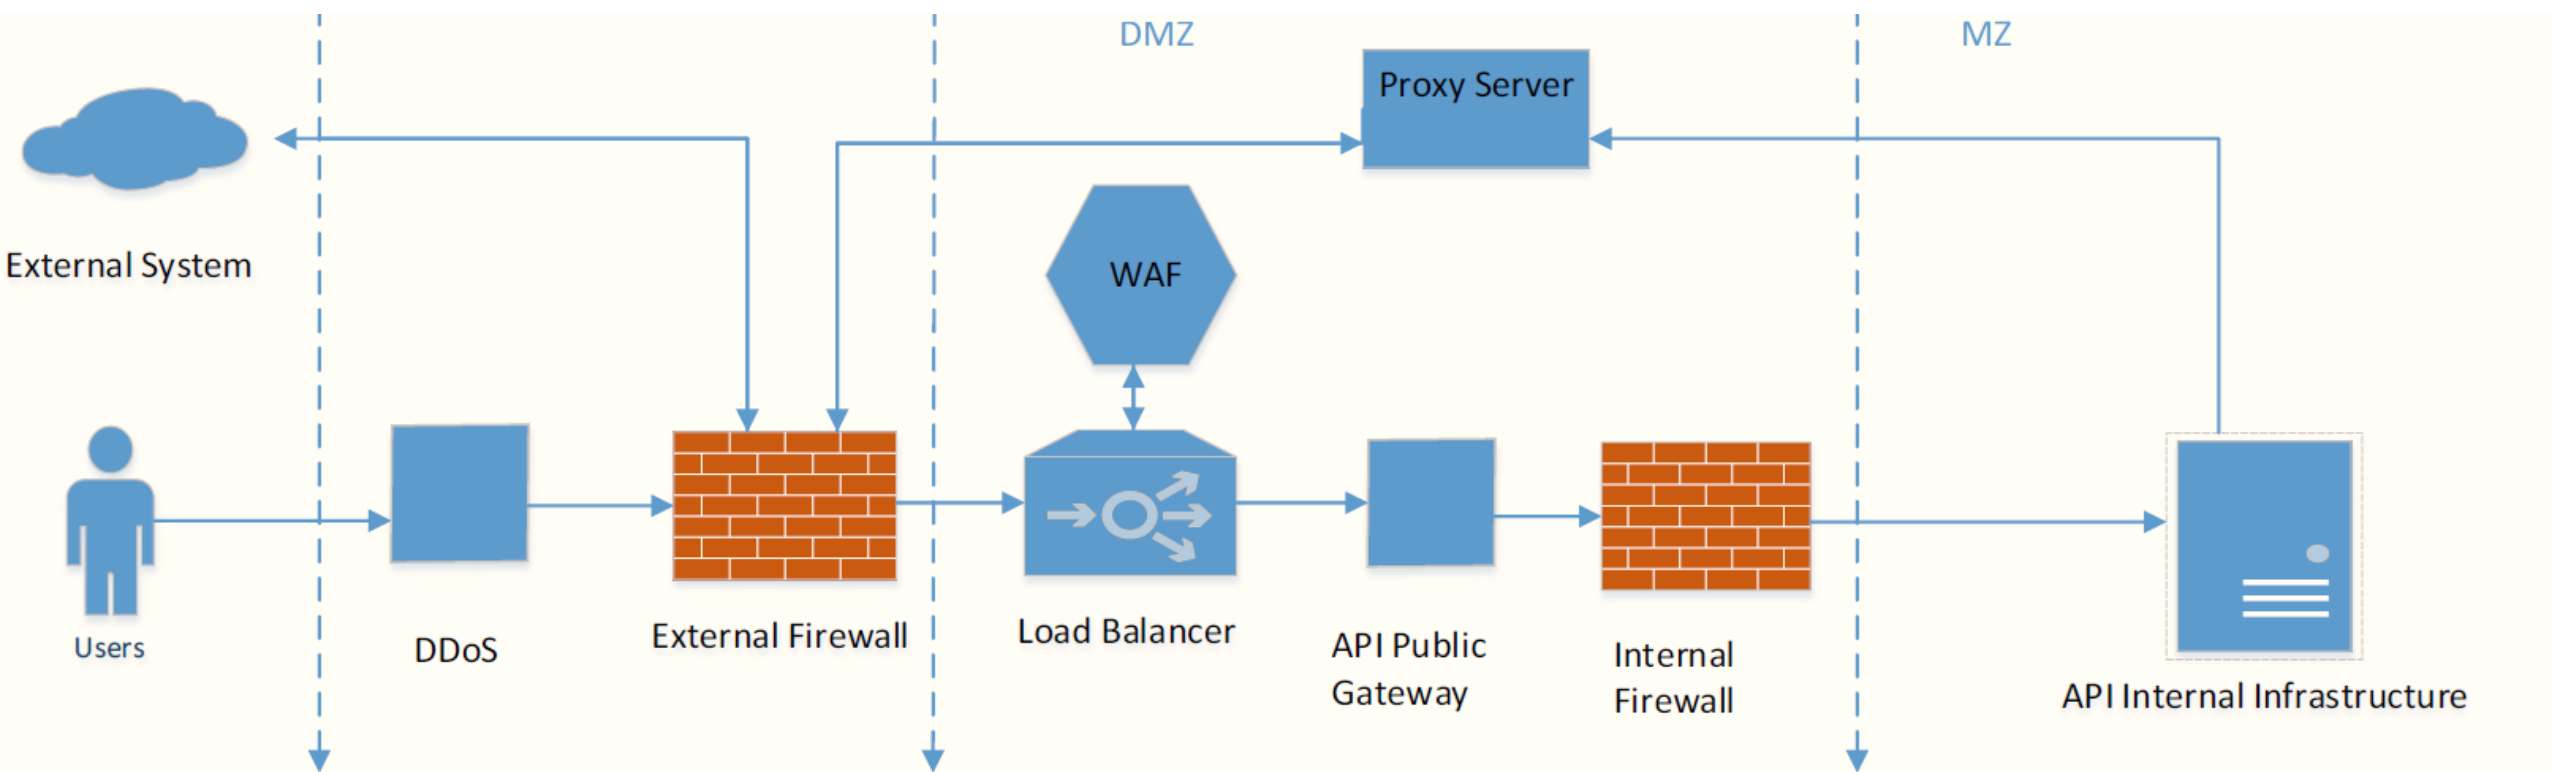 DMZ
MZ
Proxy Server
External System
WAF
Users
DDoS
External Firewall
Load Balancer
API Public
Gateway
Internal
Firewall
API Internal Infrastructure